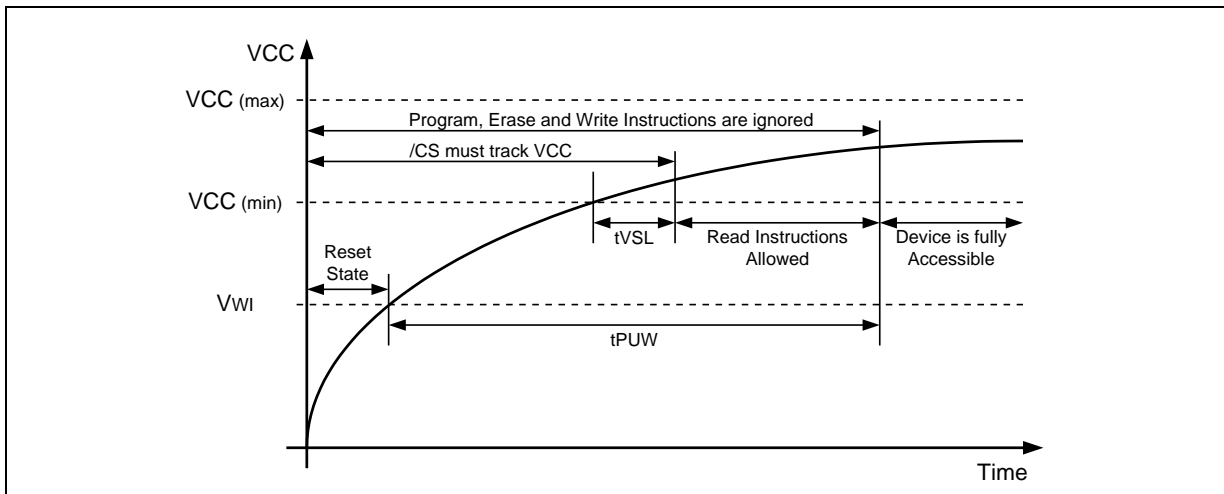 VCC
VCC (max)
Program, Erase and Write Instructions are ignored
/CS must track VCC
VCC (min)
tVSL
Read Instructions
Allowed
Device is fully
Accessible
Reset
State
VWI
tPUW
Time